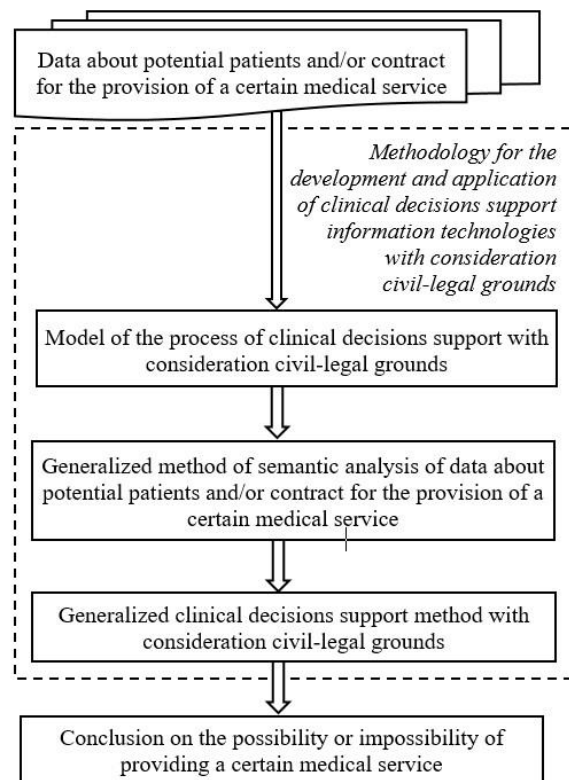 Data about potential patients and/or contract
for the provision of a certain medical service
Methodology for the
development and application
of clinical decisions support
information technologies
with consideration
civil-legal grounds
Model of the process of clinical decisions support with
consideration civil-legal grounds
Generalized method of semantic analysis of data about
potential patients and/or contract for the provision of a
certain medical service
Generalized clinical decisions support method with
consideration civil-legal grounds
Conclusion on the possibility or impossibility of
providing a certain medical service